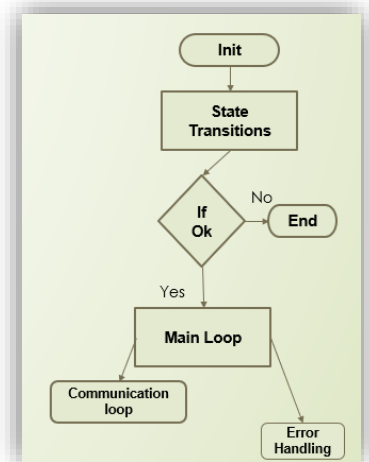 Init
State
Transitions
If
Ok
No
End
Yes
Main Loop
Communication
loop
Error
Handling